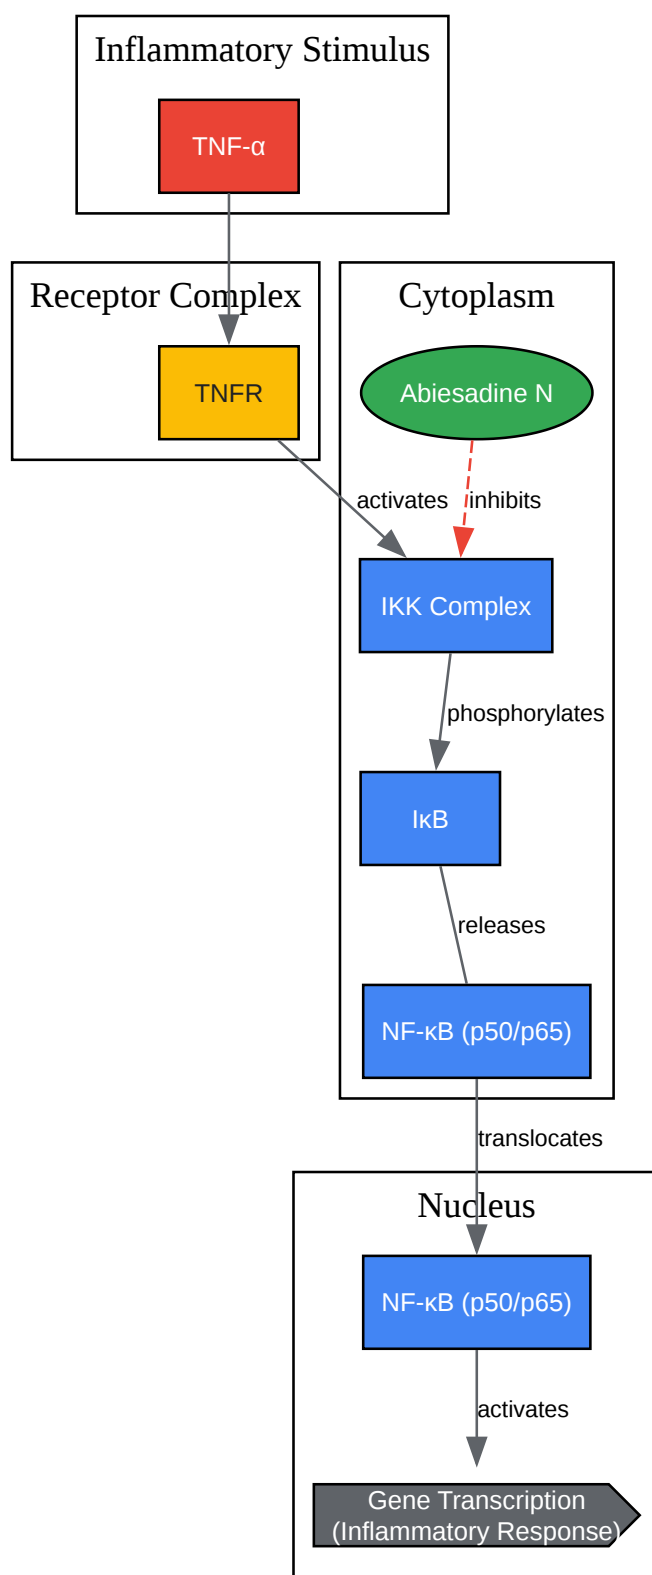 Inflammatory Stimulus
TNF-α
Receptor Complex
Cytoplasm
TNFR
Abiesadine N
activates
inhibits
IKK Complex
phosphorylates
IκB
releases
NF-κB (p50/p65)
translocates
Nucleus
NF-κB (p50/p65)
activates
Gene Transcription
(Inflammatory Response)